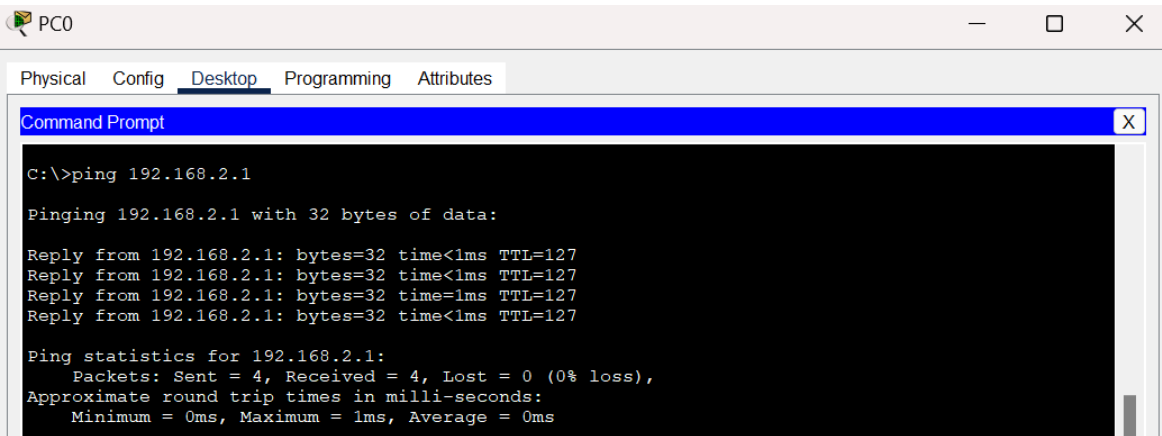 PC0
Physical Config Desktop Programming Attributes
Command Prompt X
C:\>ping 192.168.2.1
Pinging 192.168.2.1 with 32 bytes of data:
Reply from 192.168.2.1: bytes=32 time<1ms TTL=127
Reply from 192.168.2.1: bytes=32 time<1ms TTL=127
Reply from 192.168.2.1: bytes=32 time=1ms TTL=127
Reply from 192.168.2.1: bytes=32 time<1ms TTL=127
Ping statistics for 192.168.2.1:
    Packets: Sent = 4, Received = 4, Lost = 0 (0% loss),
Approximate round trip times in milli-seconds:
    Minimum = 0ms, Maximum = 1ms, Average = 0ms